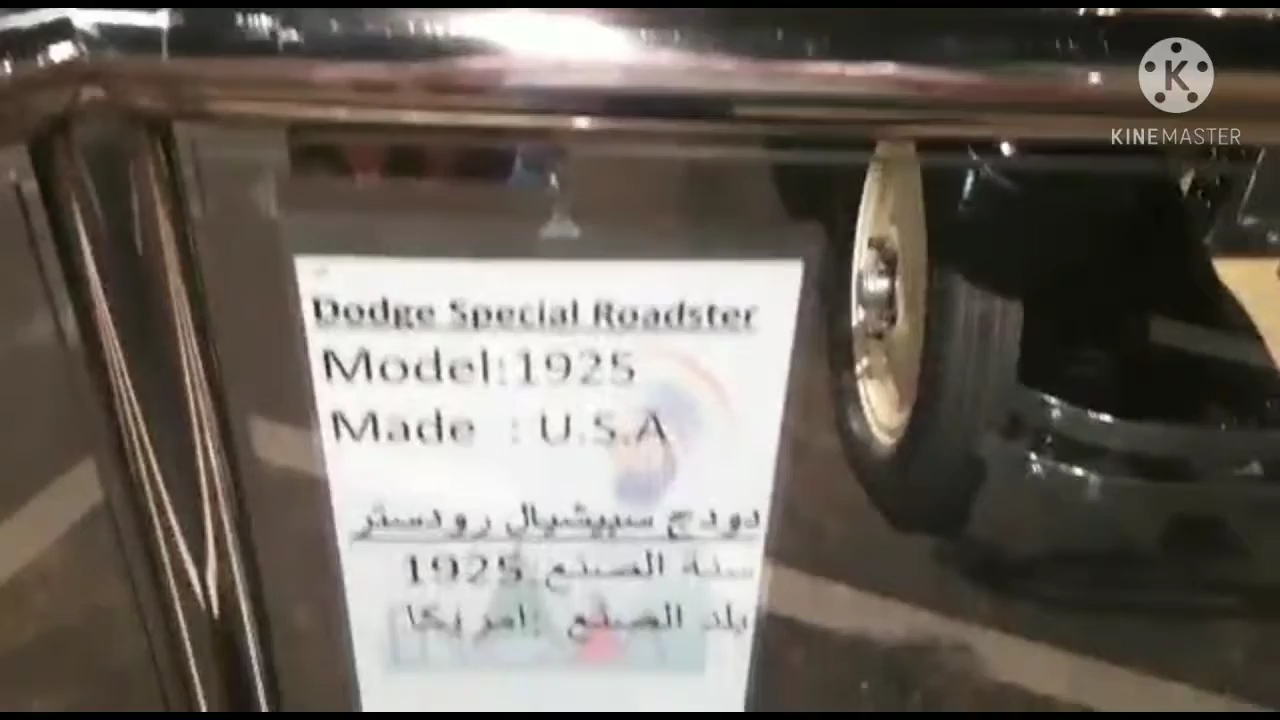 KINEMASTER
Dodge Special Roadster
Model:1925
Made : U.S.A
دودج سبيشيال رودستر
سنة الصنع:1925
بلد الصنع :امريكا